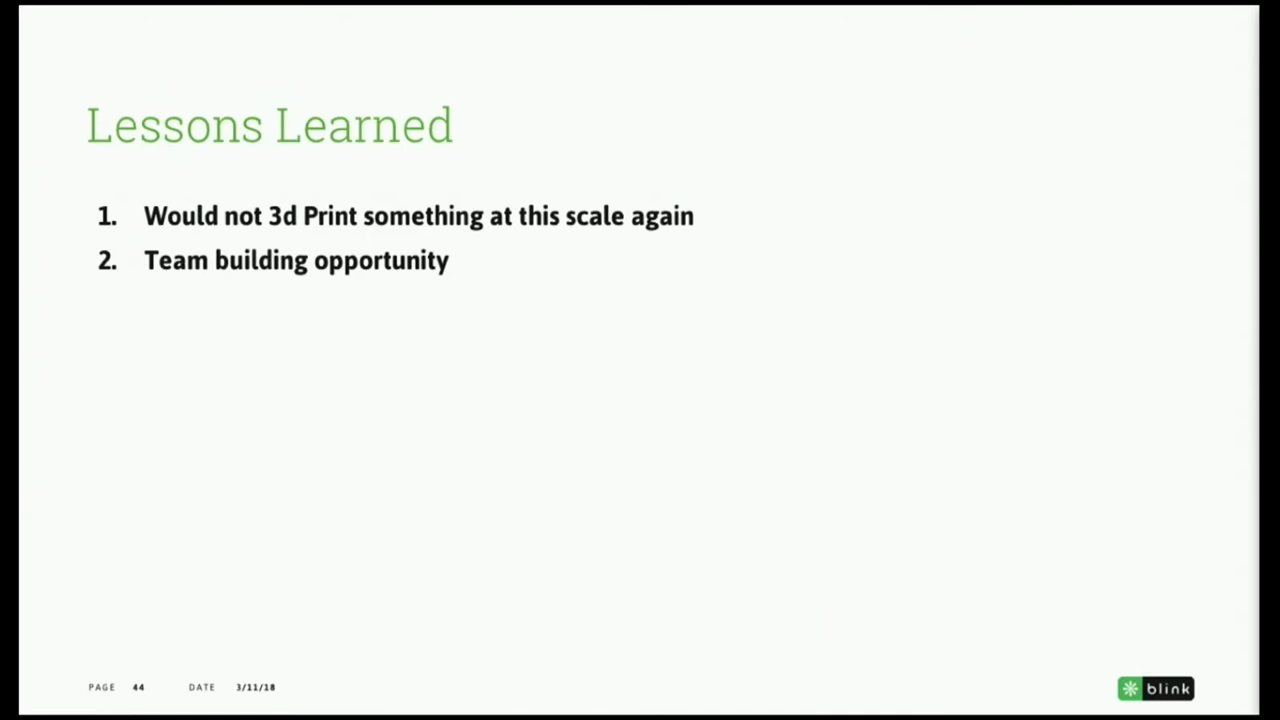 Lessons Learned
1. Would not 3d Print something at this scale again
2. Team building opportunity
PAGE 44 DATE 3/11/18
blink